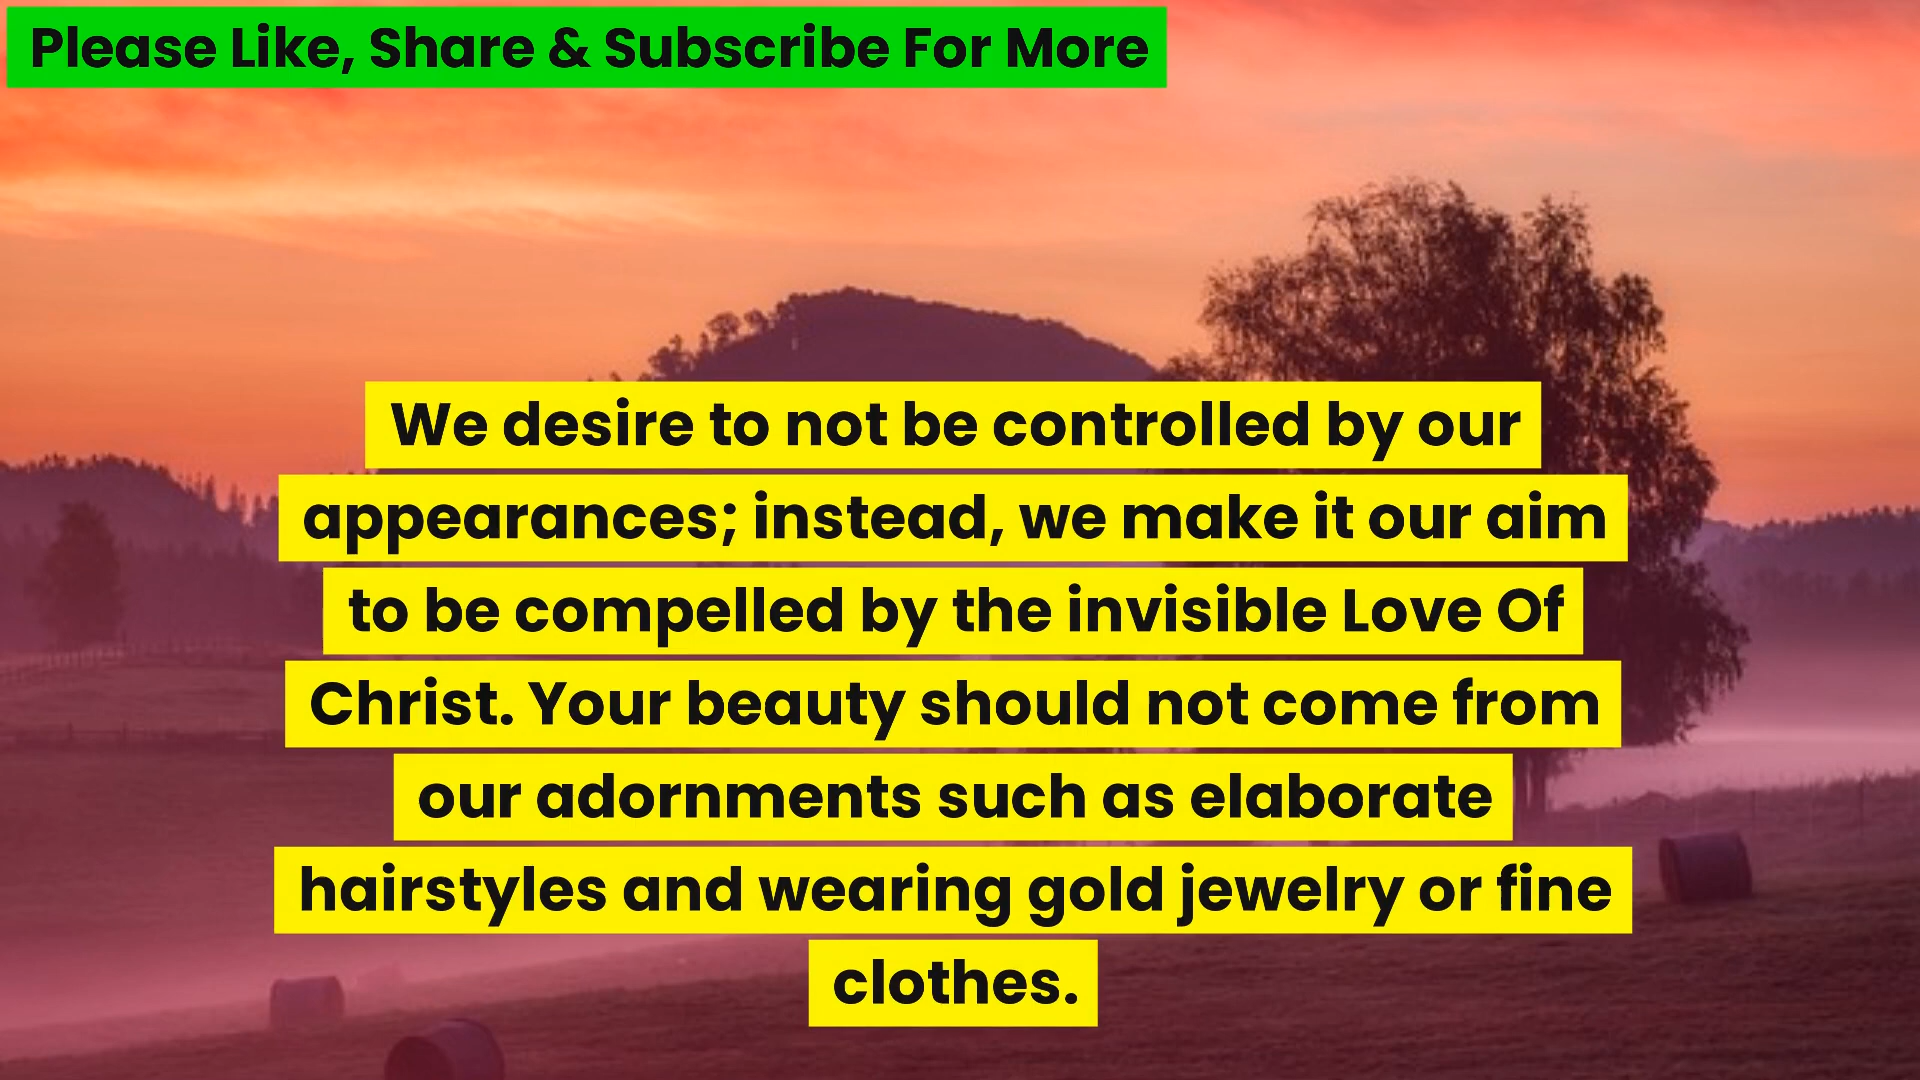 Please Like, Share & Subscribe For More
We desire to not be controlled by our
appearances; instead, we make it our aim
to be compelled by the invisible Love Of
Christ. Your beauty should not come from
our adornments such as elaborate
hairstyles and wearing gold jewelry or fine
clothes.